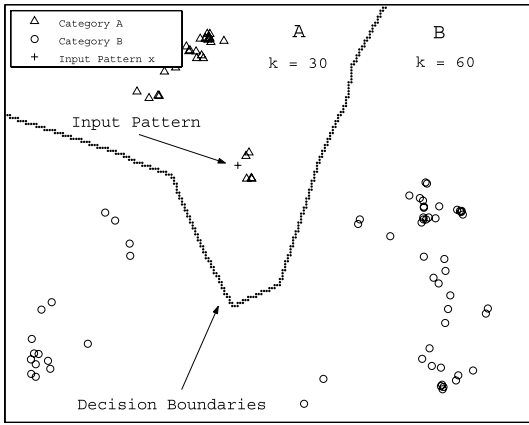 Category A
Category B
Input Pattern x
A
k = 30
B
k = 60
Input Pattern
Decision Boundaries